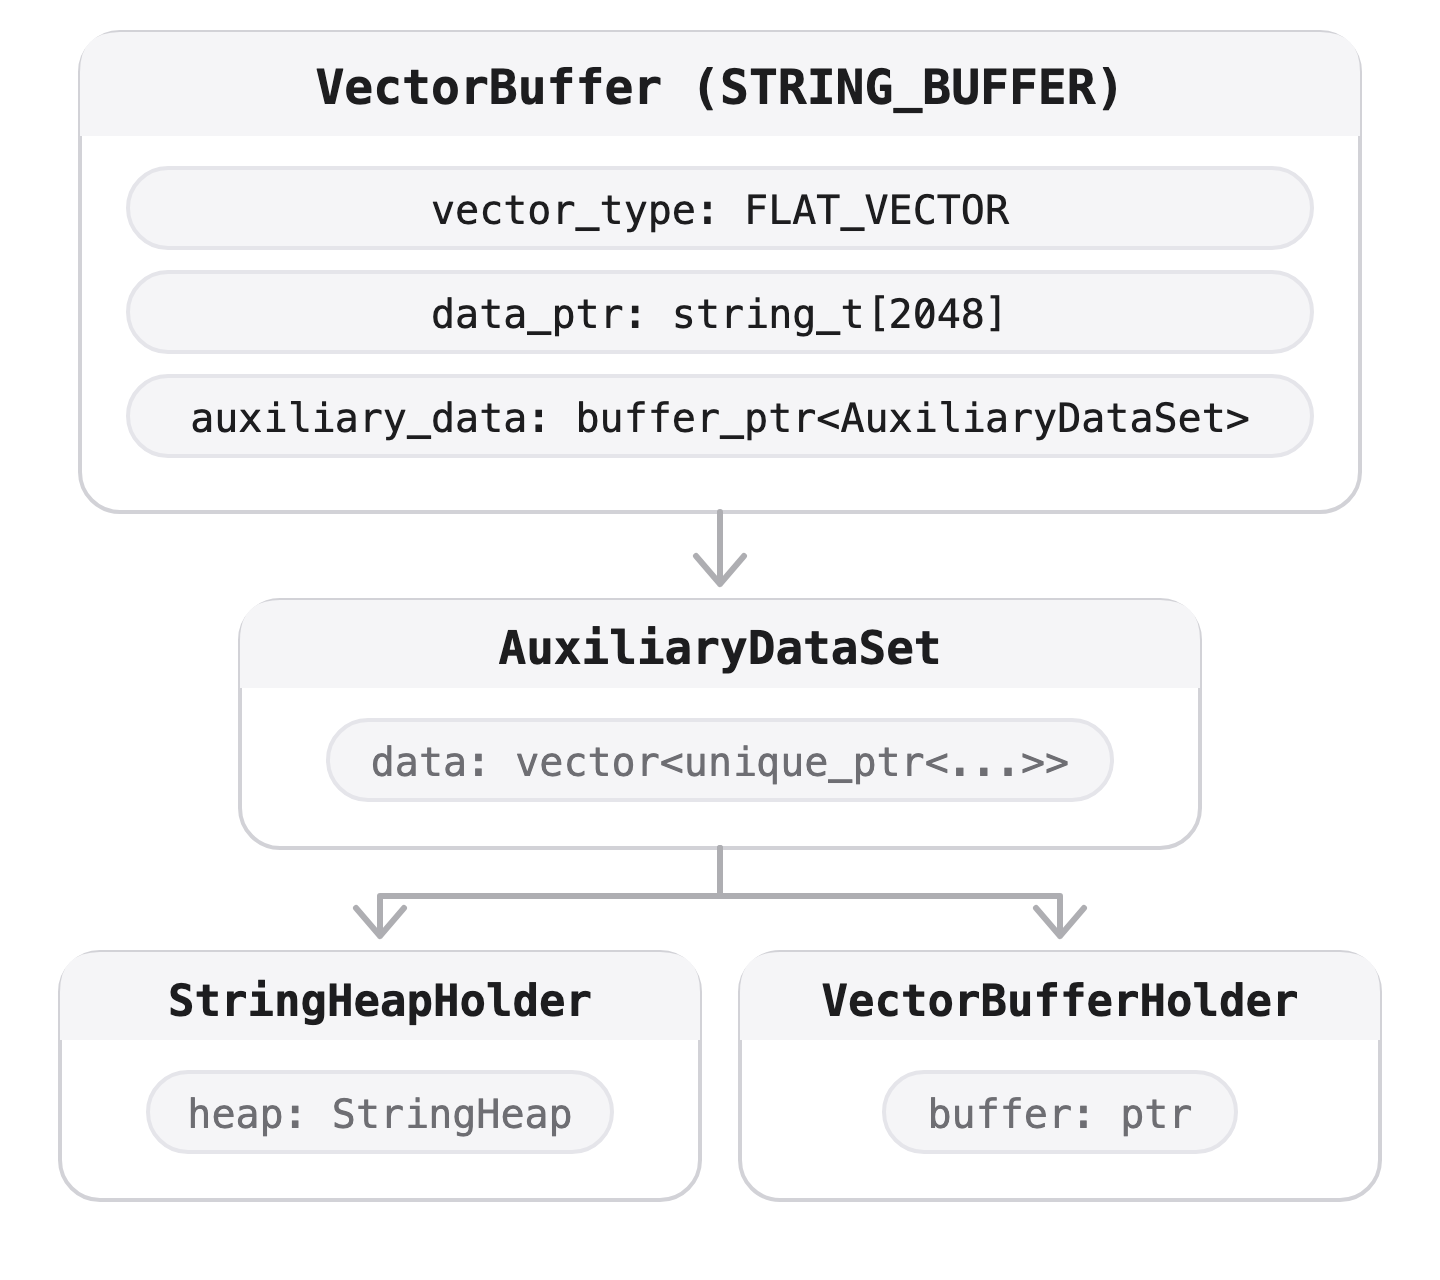 VectorBuffer (STRING_BUFFER)
vector_type: FLAT_VECTOR
data_ptr: string_t[2048]
auxiliary_data: buffer_ptr<AuxiliaryDataSet>
AuxiliaryDataSet
data: vector<unique_ptr<...>>
StringHeapHolder
heap: StringHeap
VectorBufferHolder
buffer: ptr